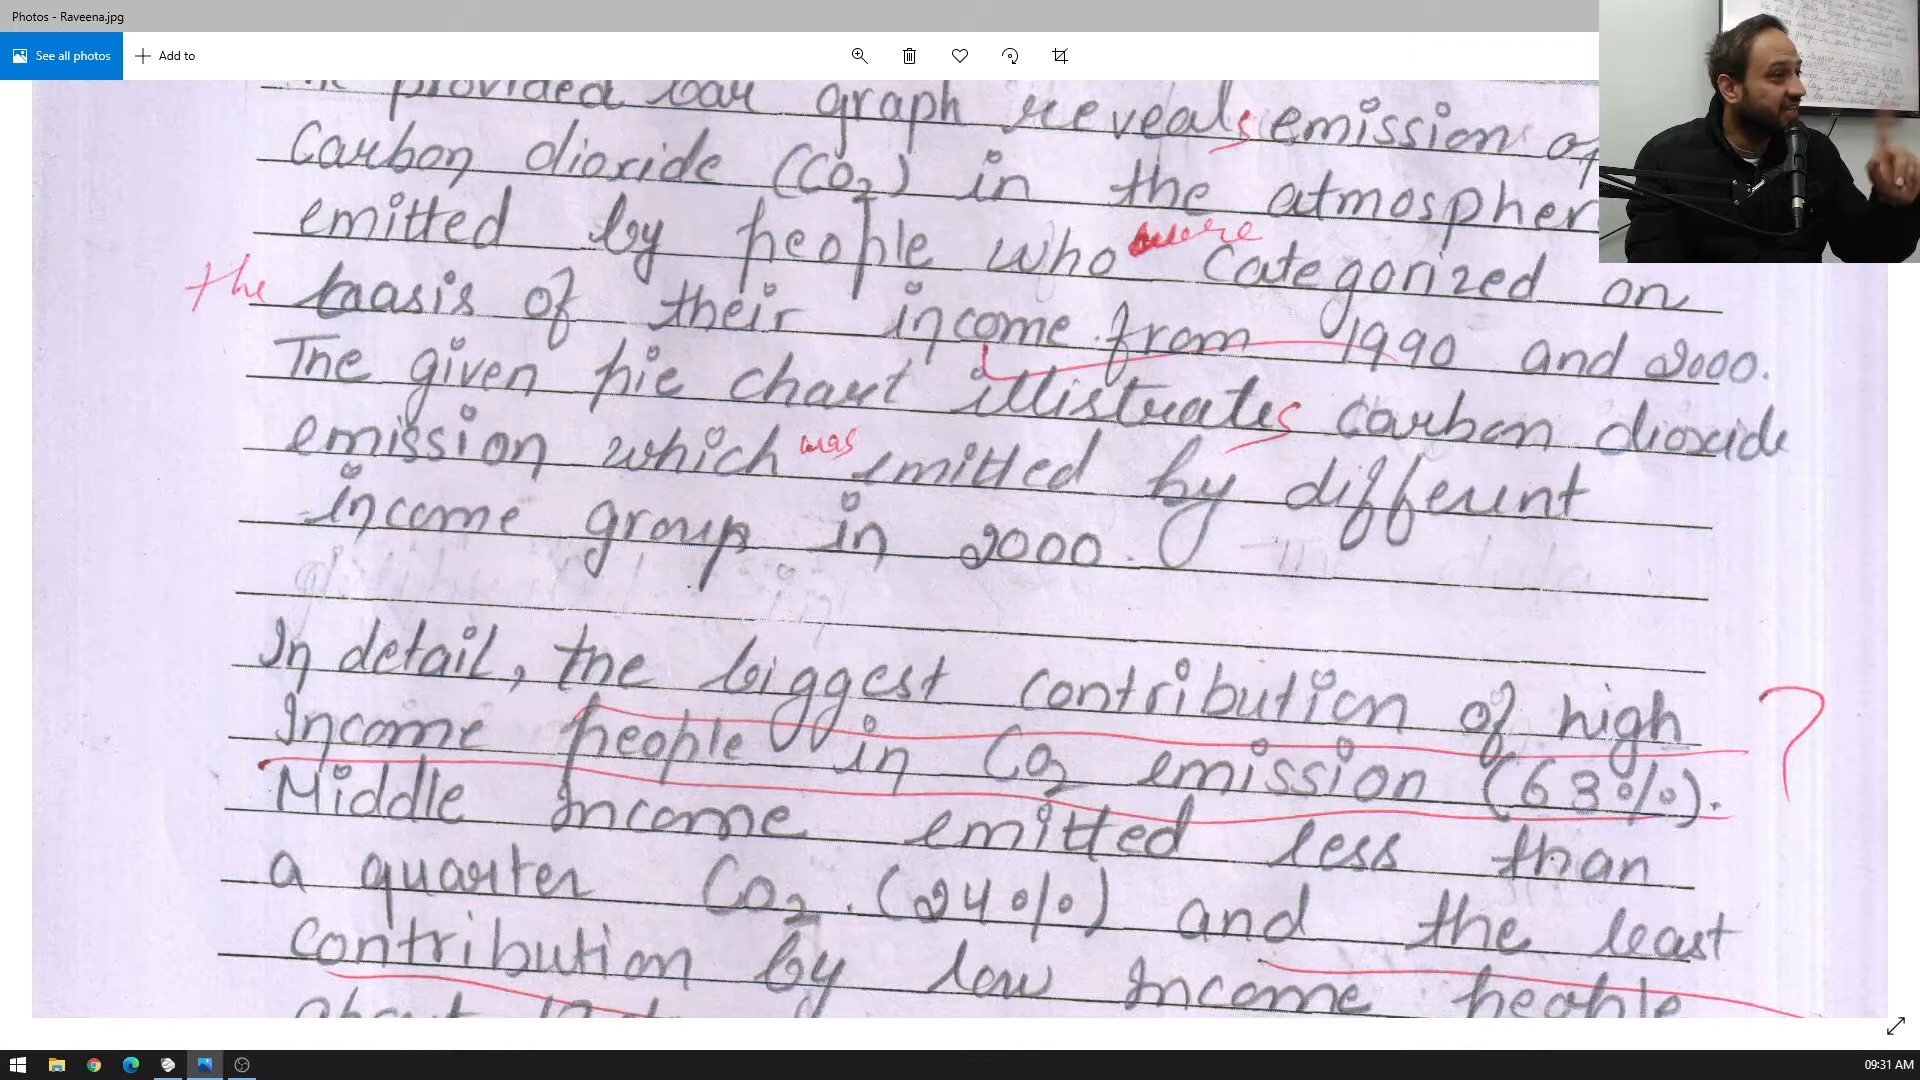 Photos - Raveena.jpg
See all photos
Add to
provided bar graph reveals emission of
Carbon dioxide (CO2) in the atmospher
emitted by people who were categorized on
the basis of their income from 1990 and 2000.
The given pie chart illistrates carbon dioxide
emission which was emitted by different
income group in 2000.
In detail, the biggest contribution of high ?
Income people in CO2 emission (63%).
Middle Income emitted less than
a quarter CO2. (24%) and the least
contribution by low Income people
about
09:31 AM